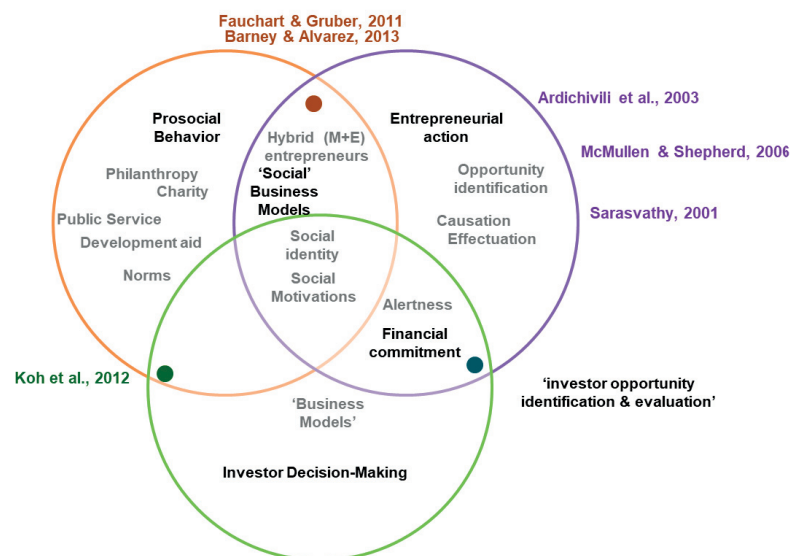 Fauchart & Gruber, 2011
Barney & Alvarez, 2013
Ardichivili et al., 2003
Prosocial
Behavior
Entrepreneurial
action
Hybrid (M+E)
entrepreneurs
McMullen & Shepherd, 2006
Philanthropy
Charity
‘Social’
Business
Models
Opportunity
identification
Public Service
Development aid
Causation
Effectuation
Sarasvathy, 2001
Norms
Social
identity
Social
Motivations
Alertness
Financial
commitment
Koh et al., 2012
‘investor opportunity
identification & evaluation’
‘Business
Models’
Investor Decision-Making